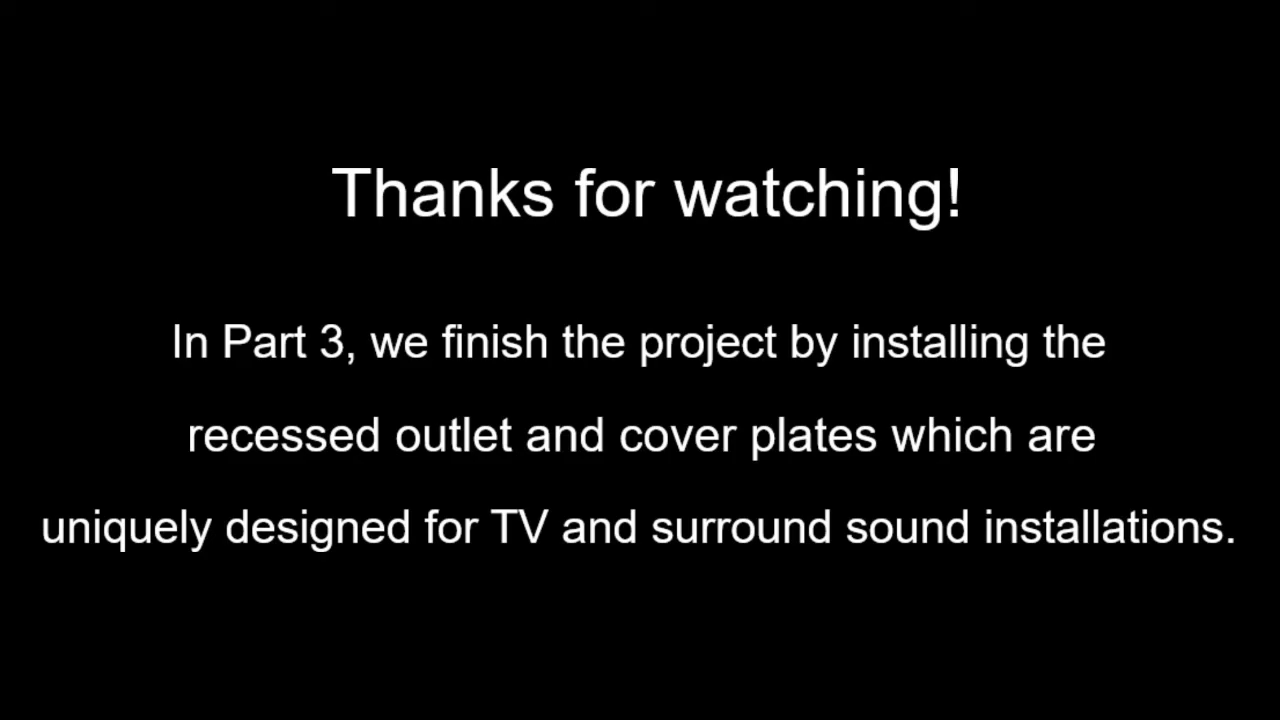 Thanks for watching!
In Part 3, we finish the project by installing the
recessed outlet and cover plates which are
uniquely designed for TV and surround sound installations.